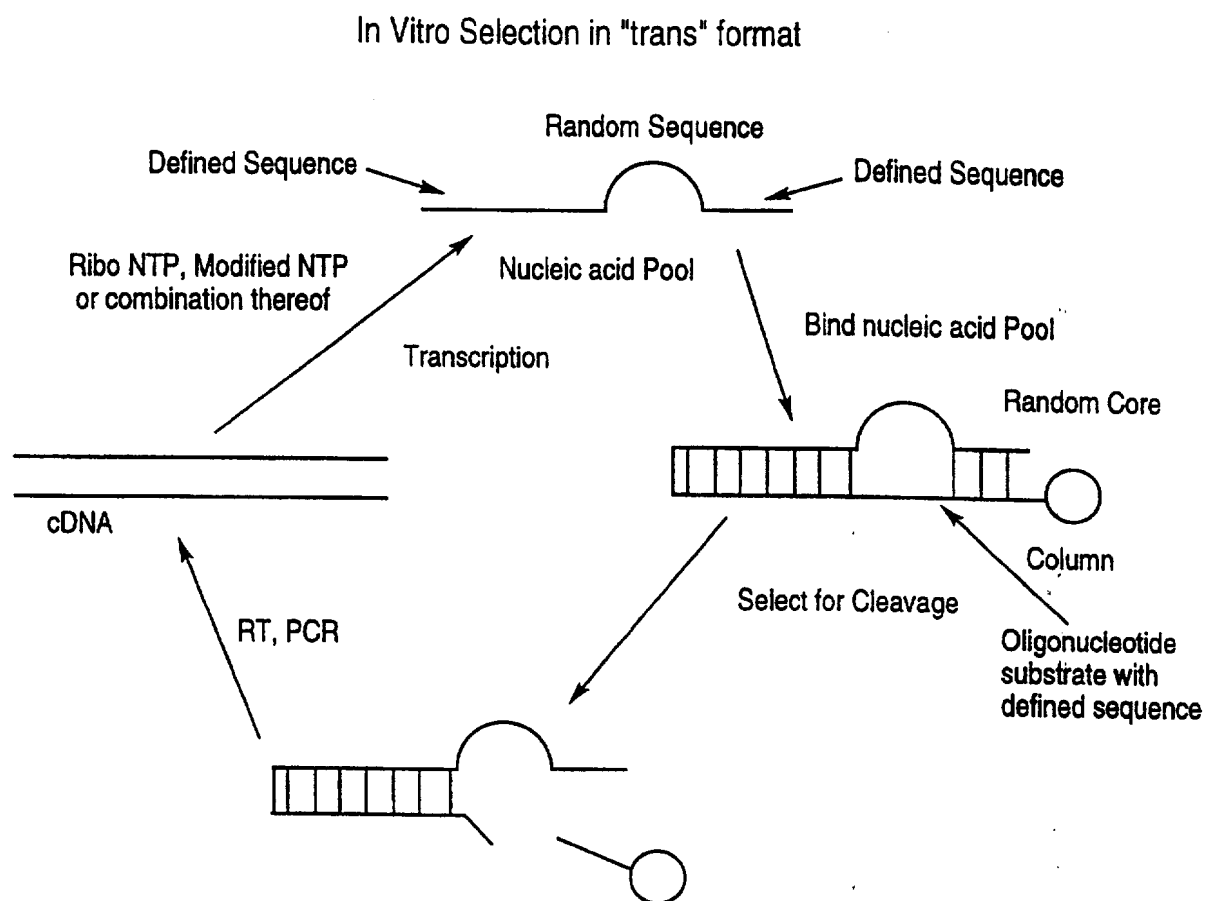 In Vitro Selection in "trans" format
Random Sequence
Defined Sequence
Defined Sequence
Ribo NTP, Modified NTP
or combination thereof
Nucleic acid Pool
Bind nucleic acid Pool
Transcription
Random Core
cDNA
Column
Select for Cleavage
RT, PCR
Oligonucleotide
substrate with
defined sequence